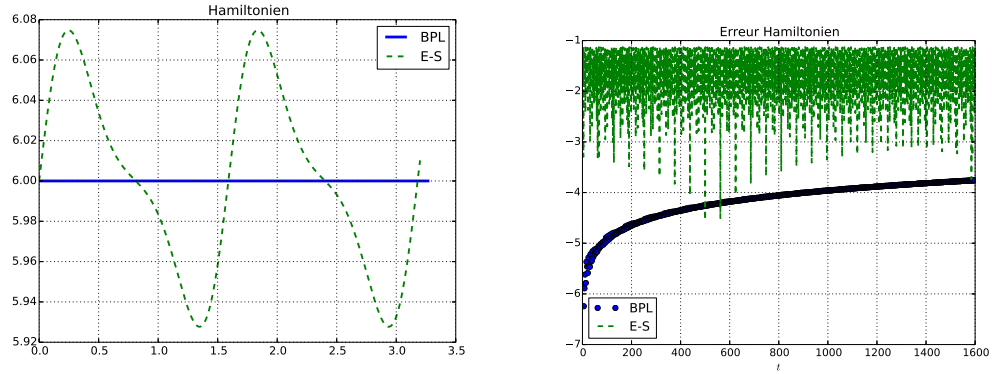 Hamiltonien
6.08
6.06
6.04
6.02
6.00
5.98
5.96
5.94
5.92
0.0 0.5 1.0 1.5 2.0 2.5 3.0 3.5
BPL
E-S
Erreur Hamiltonien
−1
−2
−3
−4
−5
−6
−7
0 200 400 600 800 1000 1200 1400 1600
t
BPL
E-S